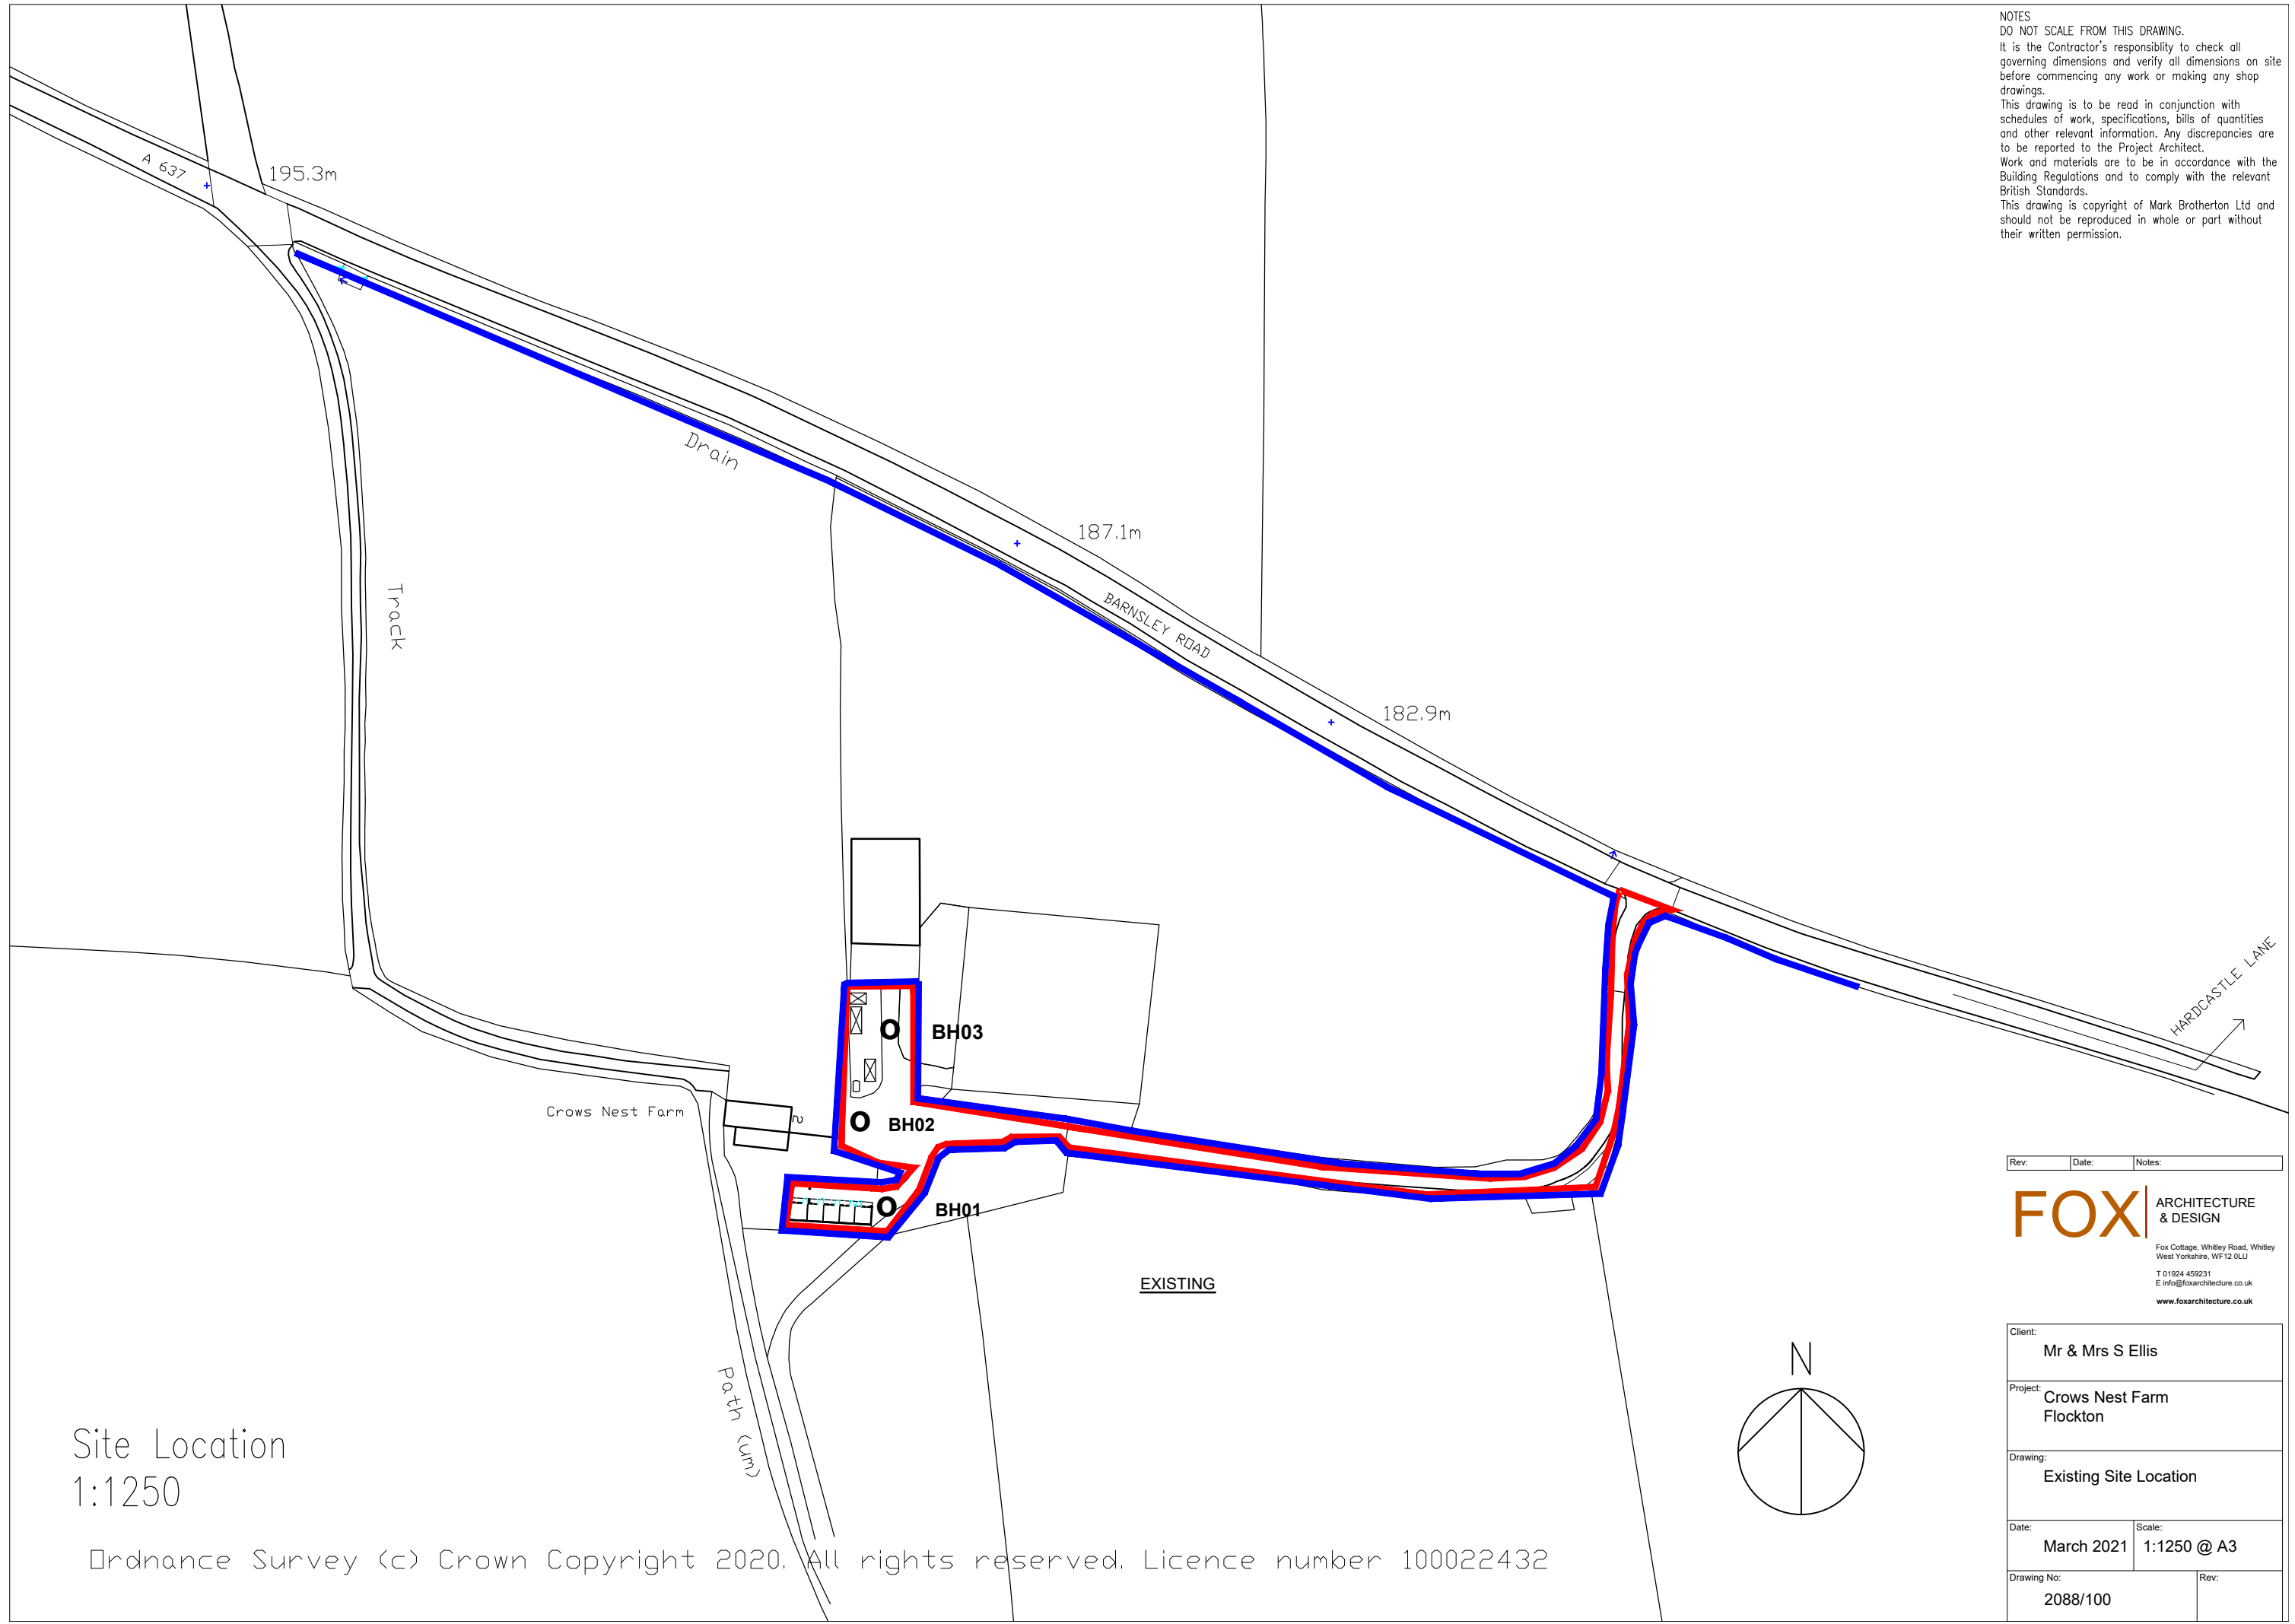 NOTES
DO NOT SCALE FROM THIS DRAWING.
It is the Contractor's responsiblity to check all
governing dimensions and verify all dimensions on site
before commencing any work or making any shop
drawings.
This drawing is to be read in conjunction with
schedules of work, specifications, bills of quantities
and other relevant information. Any discrepancies are
to be reported to the Project Architect.
Work and materials are to be in accordance with the
Building Regulations and to comply with the relevant
British Standards.
This drawing is copyright of Mark Brotherton Ltd and
should not be reproduced in whole or part without
their written permission.
A 637
195.3m
Drain
187.1m
Track
BARNSLEY ROAD
182.9m
HARDCASTLE LANE
BH03
Crows Nest Farm
2
BH02
BH01
EXISTING
N
Path (um)
Site Location
1:1250
Ordnance Survey (c) Crown Copyright 2020. All rights reserved. Licence number 100022432
Rev: Date: Notes:
FOX
ARCHITECTURE
& DESIGN
Fox Cottage, Whitley Road, Whitley
West Yorkshire, WF12 0LU
T 01924 459231
E info@foxarchitecture.co.uk
www.foxarchitecture.co.uk
Client:
Mr & Mrs S Ellis
Project:
Crows Nest Farm
Flockton
Drawing:
Existing Site Location
Date: Scale:
March 2021 1:1250 @ A3
Drawing No: Rev:
2088/100